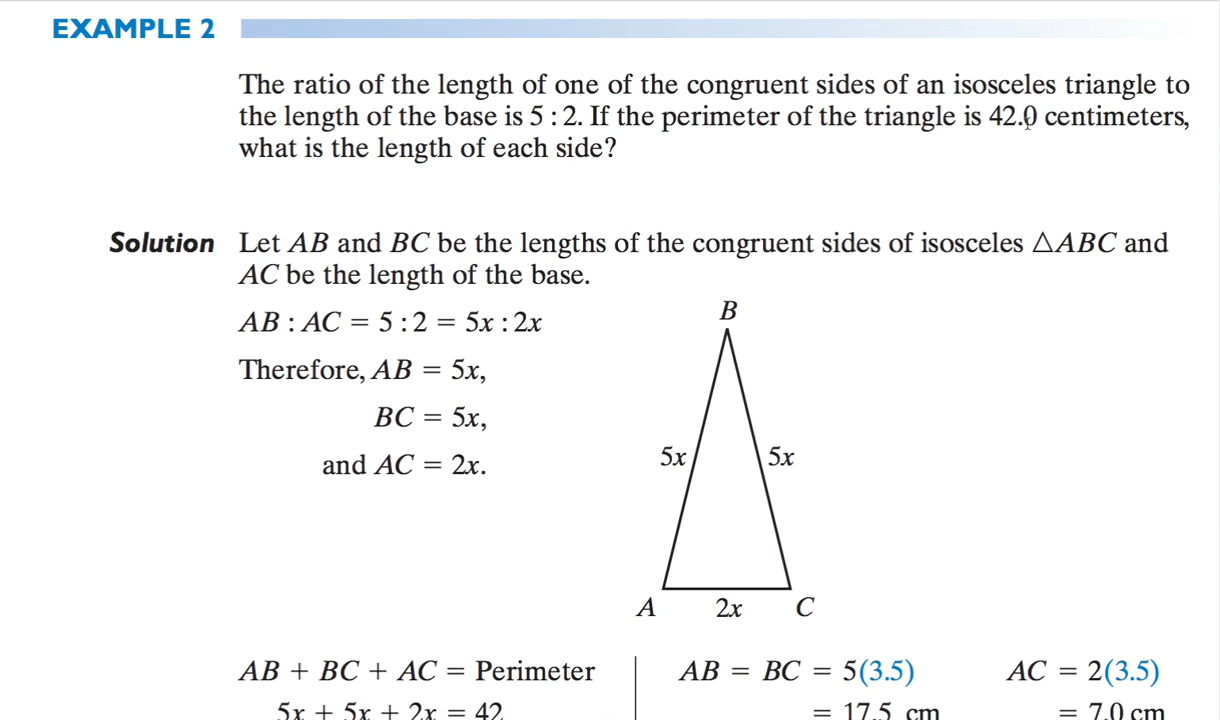 EXAMPLE 2
The ratio of the length of one of the congruent sides of an isosceles triangle to
the length of the base is 5 : 2. If the perimeter of the triangle is 42.0 centimeters,
what is the length of each side?
Solution Let AB and BC be the lengths of the congruent sides of isosceles △ABC and
AC be the length of the base.
AB : AC = 5 : 2 = 5x : 2x
Therefore, AB = 5x,
BC = 5x,
and AC = 2x.
B
5x 5x
A 2x C
AB + BC + AC = Perimeter
5x + 5x + 2x = 42
AB = BC = 5(3.5)
= 17.5 cm
AC = 2(3.5)
= 7.0 cm